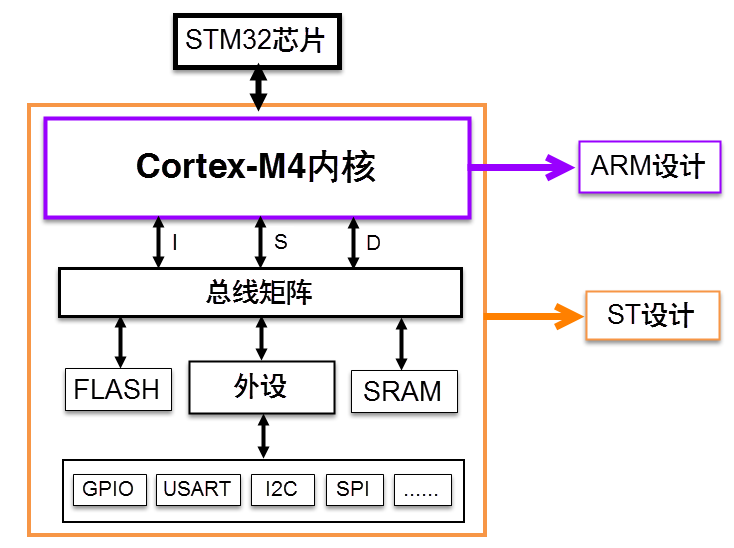 STM32芯片
Cortex-M4内核
ARM设计
I
S
D
总线矩阵
ST设计
FLASH
外设
SRAM
GPIO
USART
I2C
SPI
......